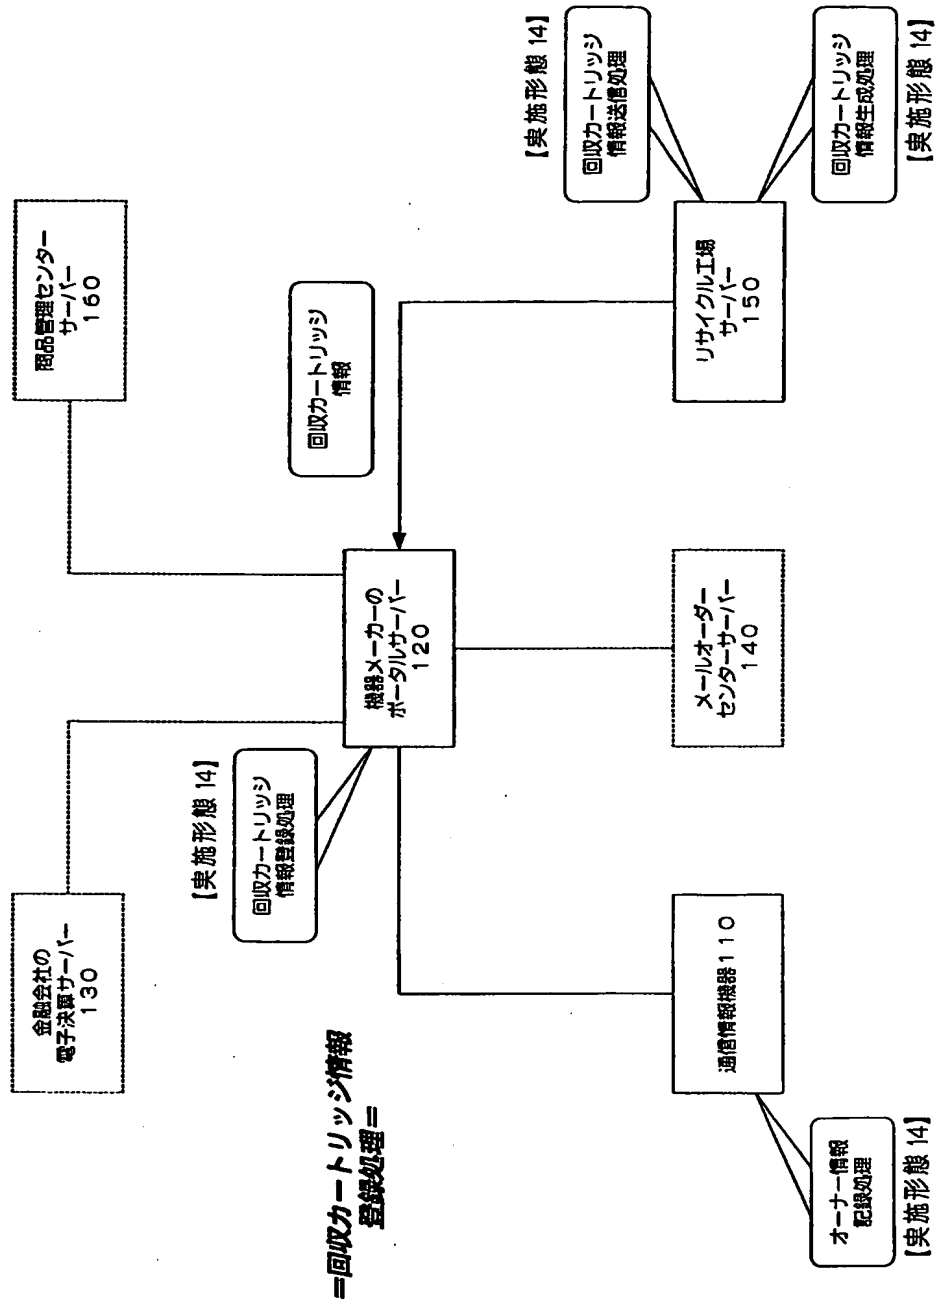 =回収カートリッジ情報
登録処理=
金融会社の
電子決算サーバー
130
商品管理センター
サーバー
160
【実施形態 14】
回収カートリッジ
情報登録処理
回収カートリッジ
情報
機器メーカーの
ポータルサーバー
120
【実施形態 14】
回収カートリッジ
情報送信処理
通信情報機器110
メールオーダー
センターサーバー
140
リサイクル工場
サーバー
150
オーナー情報
記録処理
【実施形態 14】
回収カートリッジ
情報生成処理
【実施形態 14】